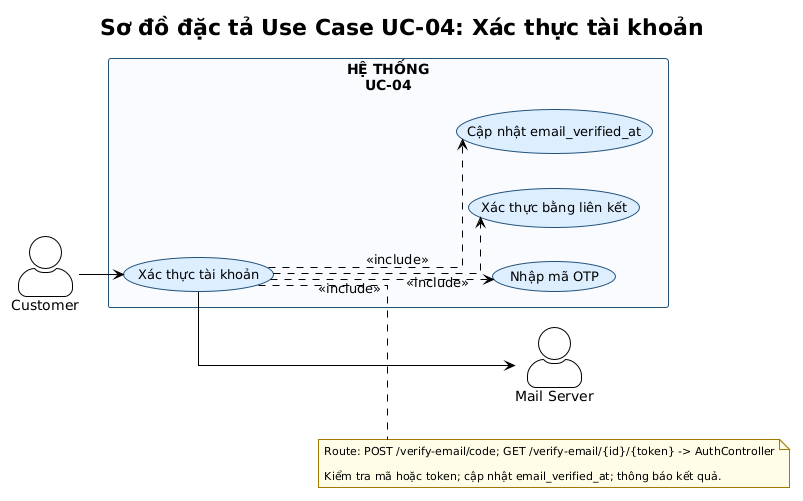 Sơ đồ đặc tả Use Case UC-04: Xác thực tài khoản
HỆ THỐNG
UC-04
Cập nhật email_verified_at
Xác thực bằng liên kết
Xác thực tài khoản
«include»
Nhập mã OTP
«include»
«include»
Customer
Mail Server
Route: POST /verify-email/code; GET /verify-email/{id}/{token} -> AuthController
Kiểm tra mã hoặc token; cập nhật email_verified_at; thông báo kết quả.